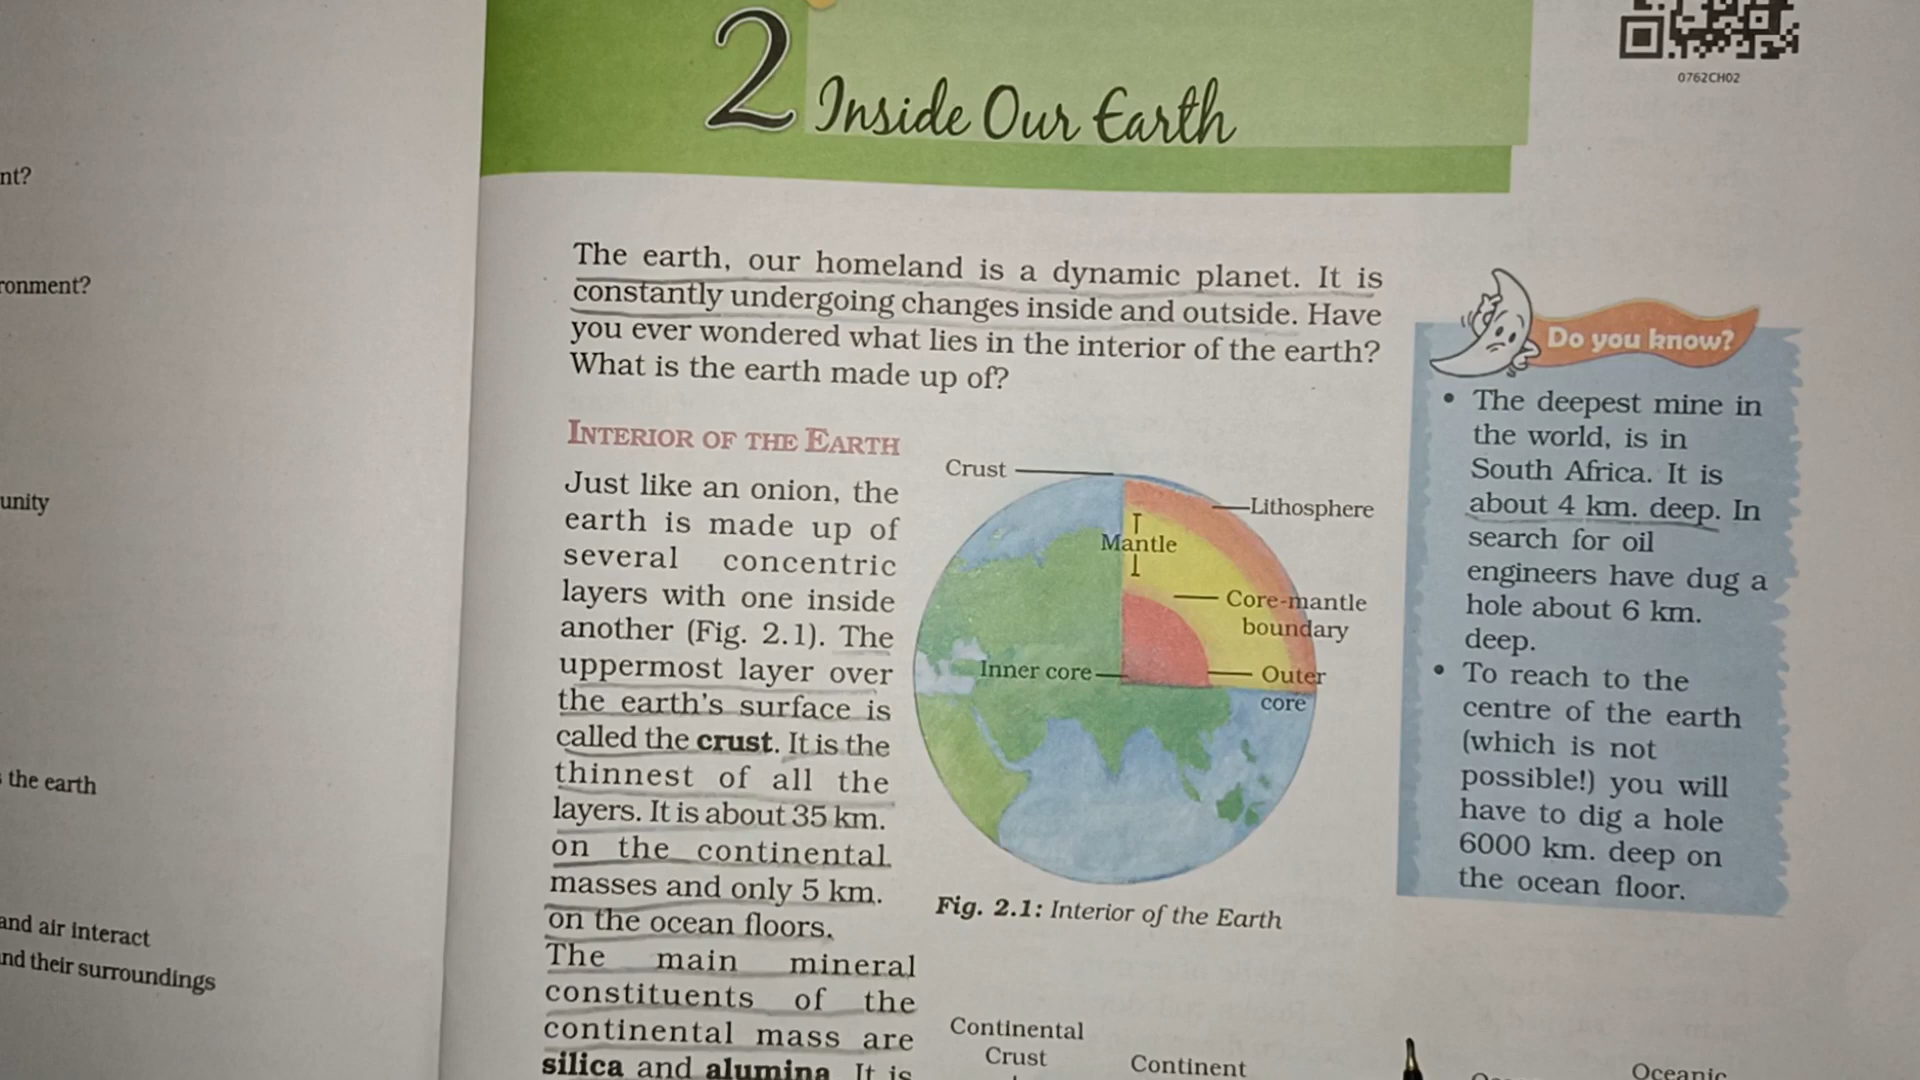 nt?
ronment?
unity
the earth
and air interact
nd their surroundings
2 Inside Our Earth
0762CH02
The earth, our homeland is a dynamic planet. It is
constantly undergoing changes inside and outside. Have
you ever wondered what lies in the interior of the earth?
What is the earth made up of?
INTERIOR OF THE EARTH
Just like an onion, the
earth is made up of
several concentric
layers with one inside
another (Fig. 2.1). The
uppermost layer over
the earth's surface is
called the crust. It is the
thinnest of all the
layers. It is about 35 km.
on the continental
masses and only 5 km.
on the ocean floors.
The main mineral
constituents of the
continental mass are
silica and alumina. It is
Crust
Lithosphere
Mantle
Core-mantle
boundary
Inner core
Outer
core
Fig. 2.1: Interior of the Earth
Continental
Crust
Continent
Oceanic
Do you know?
• The deepest mine in
the world, is in
South Africa. It is
about 4 km. deep. In
search for oil
engineers have dug a
hole about 6 km.
deep.
• To reach to the
centre of the earth
(which is not
possible!) you will
have to dig a hole
6000 km. deep on
the ocean floor.